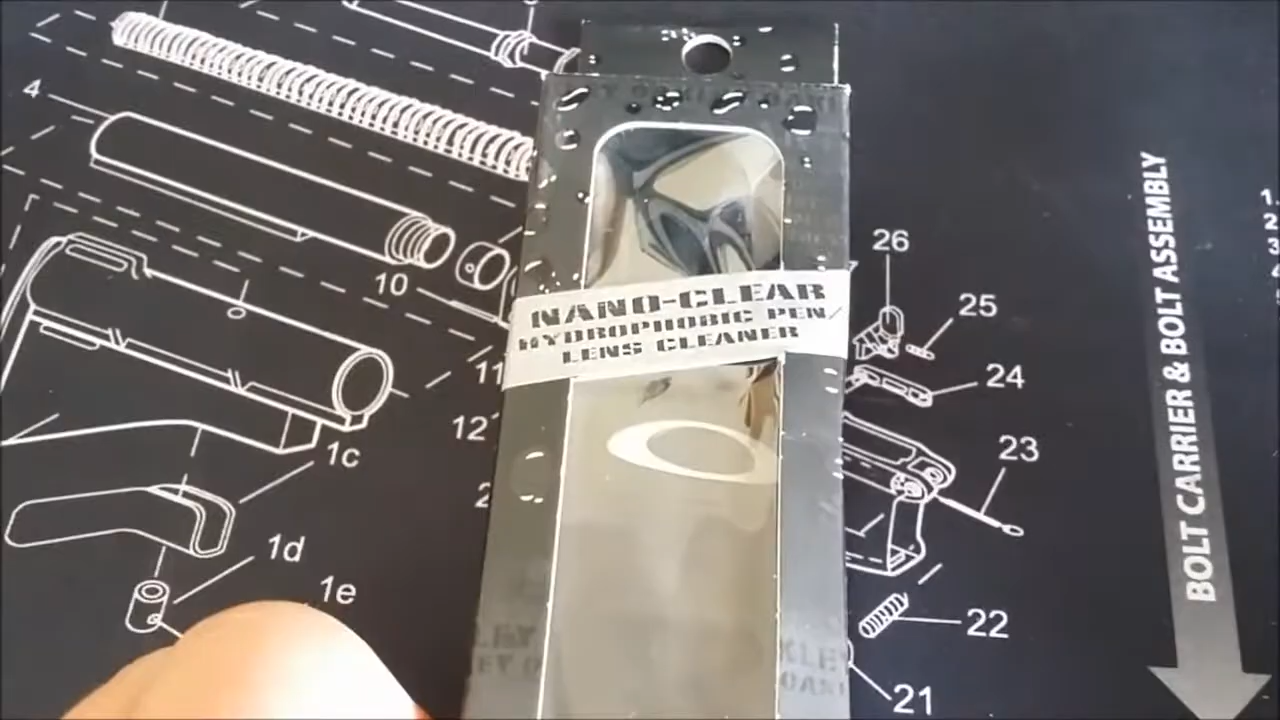 4
10
11
12
2
1c
1d
1e
NANO-CLEAR
HYDROPHOBIC PEN/
LENS CLEANER
26
25
24
23
22
21
BOLT CARRIER & BOLT ASSEMBLY
1.
2
3